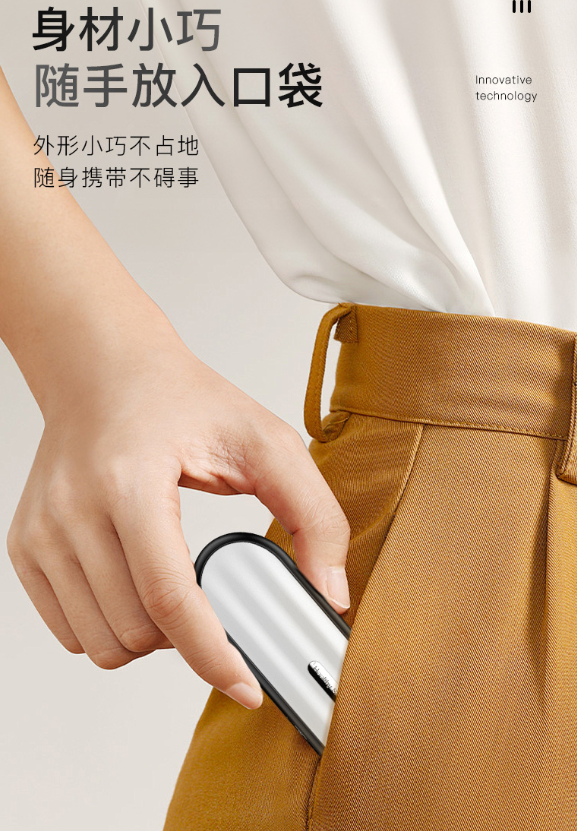 身材小巧
随手放入口袋
Innovative
technology
外形小巧不占地
随身携带不碍事